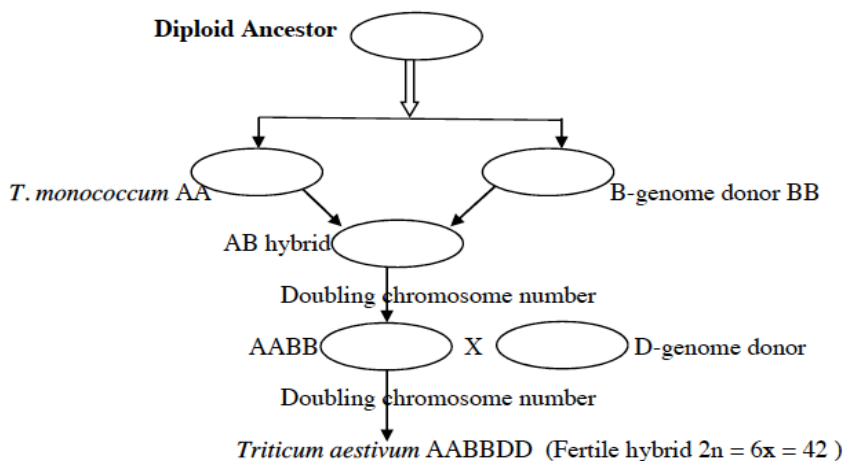 Diploid Ancestor
T. monococcum AA
B-genome donor BB
AB hybrid
Doubling chromosome number
AABB X D-genome donor
Doubling chromosome number
Triticum aestivum AABBDD (Fertile hybrid 2n = 6x = 42 )